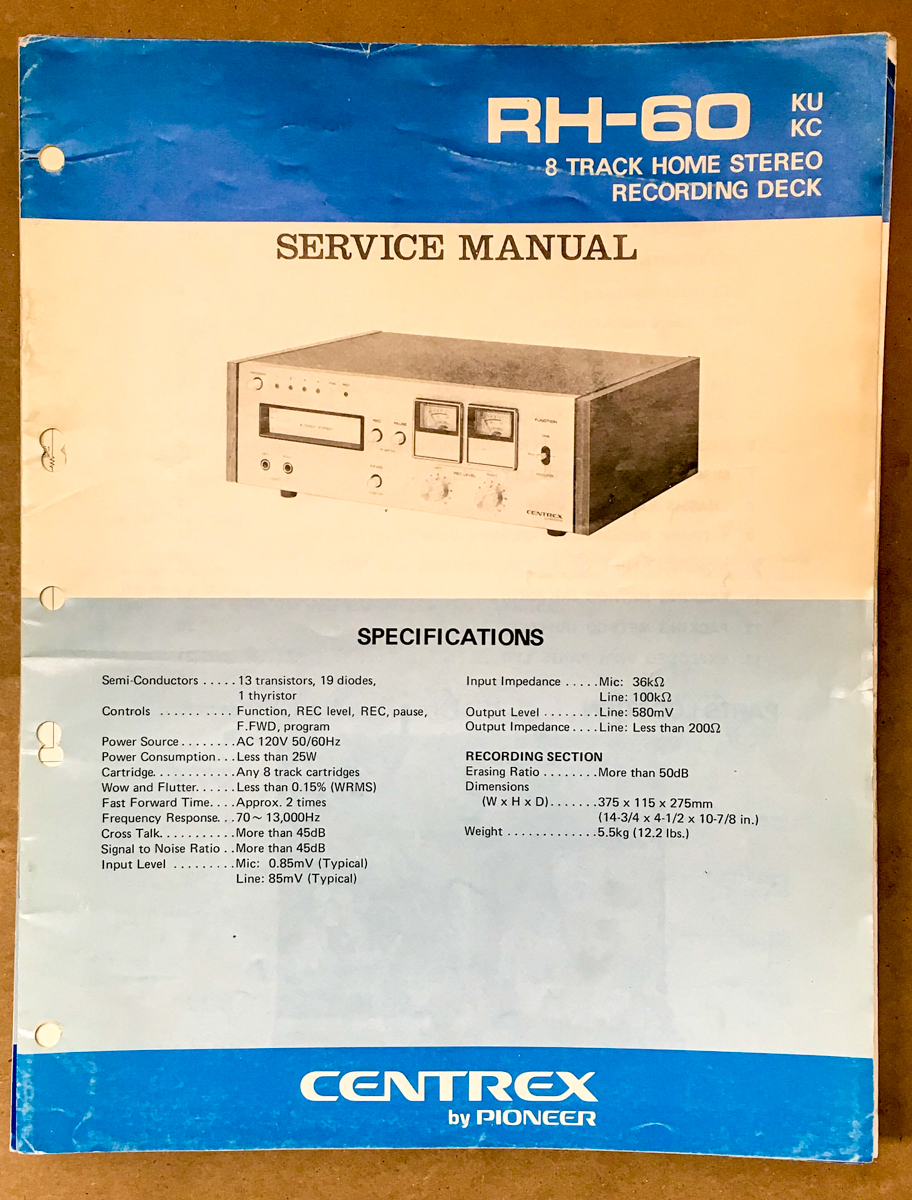 RH-60 KU
KC
8 TRACK HOME STEREO
RECORDING DECK
SERVICE MANUAL
8 TRACK STEREO
FUNCTION
REC LEVEL
CENTREX
SPECIFICATIONS
Semi-Conductors . . . . . 13 transistors, 19 diodes,
1 thyristor
Controls . . . . . . . . . . Function, REC level, REC, pause,
F.FWD, program
Power Source . . . . . . . . AC 120V 50/60Hz
Power Consumption . . . Less than 25W
Cartridge. . . . . . . . . . . . Any 8 track cartridges
Wow and Flutter. . . . . . Less than 0.15% (WRMS)
Fast Forward Time. . . . Approx. 2 times
Frequency Response. . . 70 ~ 13,000Hz
Cross Talk. . . . . . . . . . . More than 45dB
Signal to Noise Ratio . . More than 45dB
Input Level . . . . . . . . . Mic: 0.85mV (Typical)
Line: 85mV (Typical)
Input Impedance . . . . . Mic: 36kΩ
Line: 100kΩ
Output Level . . . . . . . . Line: 580mV
Output Impedance . . . . Line: Less than 200Ω
RECORDING SECTION
Erasing Ratio . . . . . . . . More than 50dB
Dimensions
(W x H x D) . . . . . . . 375 x 115 x 275mm
(14-3/4 x 4-1/2 x 10-7/8 in.)
Weight . . . . . . . . . . . . . 5.5kg (12.2 lbs.)
CENTREX
by PIONEER